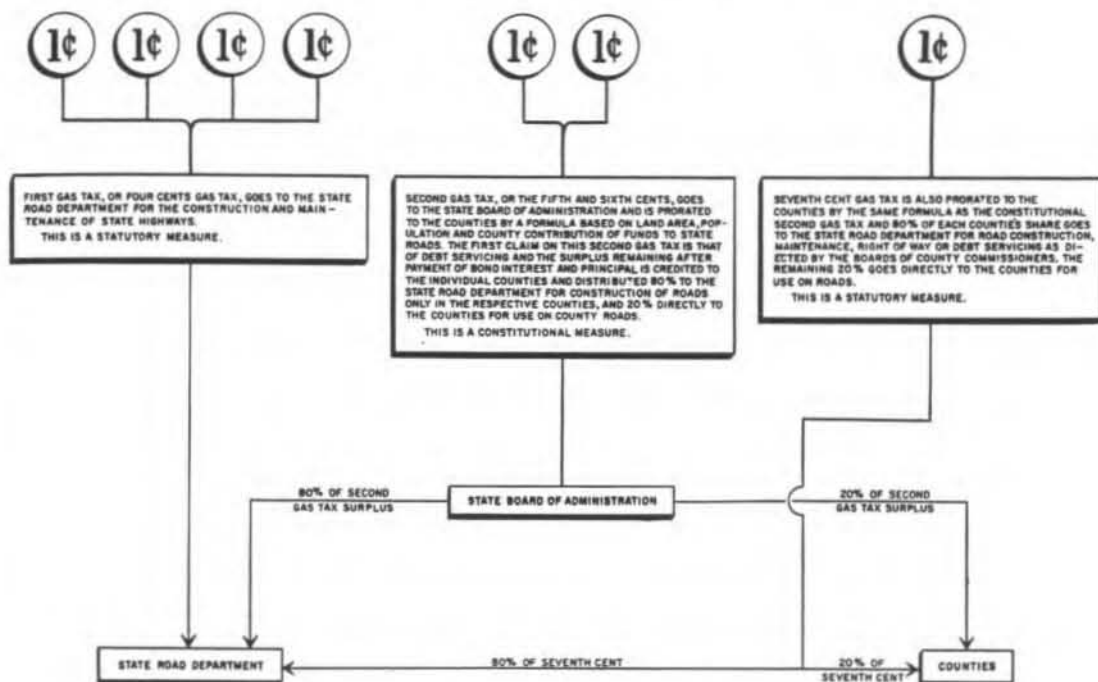 1¢ 1¢ 1¢ 1¢ 1¢ 1¢ 1¢
FIRST GAS TAX, OR FOUR CENTS GAS TAX, GOES TO THE STATE
ROAD DEPARTMENT FOR THE CONSTRUCTION AND MAIN-
TENANCE OF STATE HIGHWAYS.
THIS IS A STATUTORY MEASURE.
SECOND GAS TAX, OR THE FIFTH AND SIXTH CENTS, GOES
TO THE STATE BOARD OF ADMINISTRATION AND IS PRORATED
TO THE COUNTIES BY A FORMULA BASED ON LAND AREA, POP-
ULATION AND COUNTY CONTRIBUTION OF FUNDS TO STATE
ROADS. THE FIRST CLAIM ON THIS SECOND GAS TAX IS THAT
OF DEBT SERVICING AND THE SURPLUS REMAINING AFTER
PAYMENT OF BOND INTEREST AND PRINCIPAL IS CREDITED TO
THE INDIVIDUAL COUNTIES AND DISTRIBUTED 80% TO THE
STATE ROAD DEPARTMENT FOR CONSTRUCTION OF ROADS
ONLY IN THE RESPECTIVE COUNTIES, AND 20% DIRECTLY TO
THE COUNTIES FOR USE ON COUNTY ROADS.
THIS IS A CONSTITUTIONAL MEASURE.
SEVENTH CENT GAS TAX IS ALSO PRORATED TO THE
COUNTIES BY THE SAME FORMULA AS THE CONSTITUTIONAL
SECOND GAS TAX AND 80% OF EACH COUNTIES SHARE GOES
TO THE STATE ROAD DEPARTMENT FOR ROAD CONSTRUCTION,
MAINTENANCE, RIGHT OF WAY OR DEBT SERVICING AS DI-
RECTED BY THE BOARDS OF COUNTY COMMISSIONERS. THE
REMAINING 20% GOES DIRECTLY TO THE COUNTIES FOR
USE ON ROADS.
THIS IS A STATUTORY MEASURE.
80% OF SECOND
GAS TAX SURPLUS
STATE BOARD OF ADMINISTRATION
20% OF SECOND
GAS TAX SURPLUS
STATE ROAD DEPARTMENT
80% OF SEVENTH CENT
20% OF
SEVENTH CENT
COUNTIES